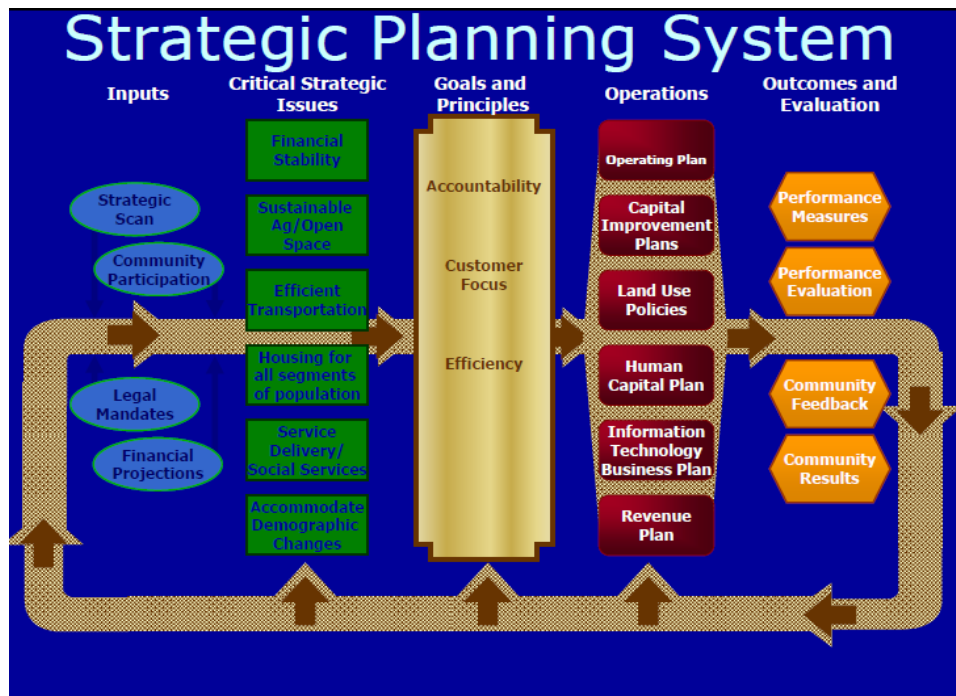 Strategic Planning System
Inputs
Critical Strategic
Issues
Goals and
Principles
Operations
Outcomes and
Evaluation
Strategic
Scan
Community
Participation
Legal
Mandates
Financial
Projections
Financial
Stability
Sustainable
Ag/Open
Space
Efficient
Transportation
Housing for
all segments
of population
Service
Delivery/
Social Services
Accommodate
Demographic
Changes
Accountability
Customer
Focus
Efficiency
Operating Plan
Capital
Improvement
Plans
Land Use
Policies
Human
Capital Plan
Information
Technology
Business Plan
Revenue
Plan
Performance
Measures
Performance
Evaluation
Community
Feedback
Community
Results